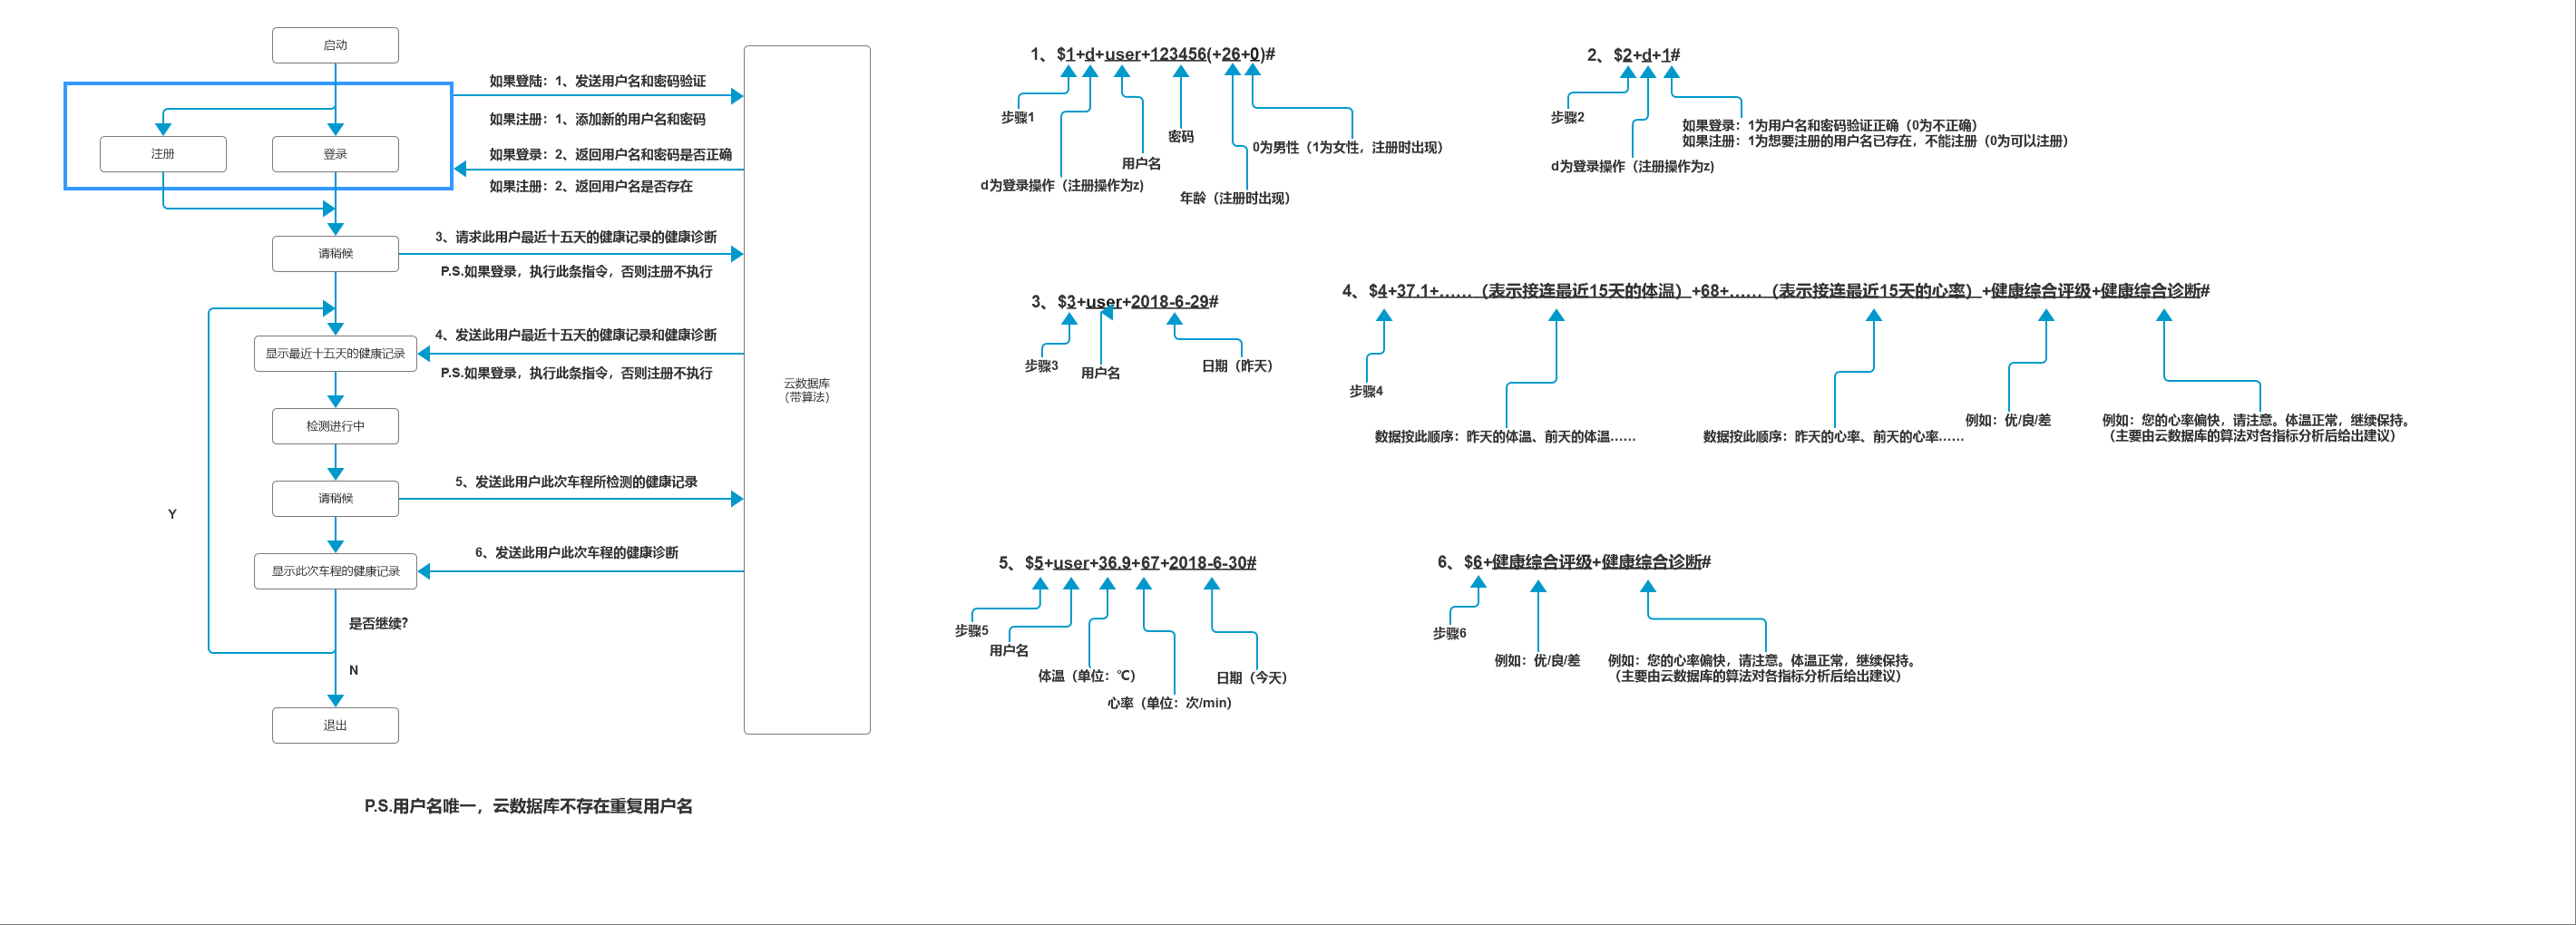 启动
注册
登录
请稍候
显示最近十五天的健康记录
检测进行中
请稍候
显示此次车程的健康记录
是否继续?
Y
N
退出
如果登陆：1、发送用户名和密码验证
如果注册：1、添加新的用户名和密码
如果登录：2、返回用户名和密码是否正确
如果注册：2、返回用户名是否存在
3、请求此用户最近十五天的健康记录的健康诊断
P.S.如果登录，执行此条指令，否则注册不执行
4、发送此用户最近十五天的健康记录和健康诊断
P.S.如果登录，执行此条指令，否则注册不执行
5、发送此用户此次车程所检测的健康记录
6、发送此用户此次车程的健康诊断
云数据库
（带算法）
P.S.用户名唯一，云数据库不存在重复用户名
1、$1+d+user+123456(+26+0)#
步骤1
d为登录操作（注册操作为z)
用户名
密码
年龄（注册时出现）
0为男性（1为女性，注册时出现）
2、$2+d+1#
步骤2
d为登录操作（注册操作为z)
如果登录：1为用户名和密码验证正确（0为不正确）
如果注册：1为想要注册的用户名已存在，不能注册（0为可以注册）
3、$3+user+2018-6-29#
步骤3
用户名
日期（昨天）
4、$4+37.1+……（表示接连最近15天的体温）+68+……（表示接连最近15天的心率）+健康综合评级+健康综合诊断#
步骤4
数据按此顺序：昨天的体温、前天的体温……
数据按此顺序：昨天的心率、前天的心率……
例如：优/良/差
例如：您的心率偏快，请注意。体温正常，继续保持。
（主要由云数据库的算法对各指标分析后给出建议）
5、$5+user+36.9+67+2018-6-30#
步骤5
用户名
体温（单位：℃）
心率（单位：次/min)
日期（今天）
6、$6+健康综合评级+健康综合诊断#
步骤6
例如：优/良/差
例如：您的心率偏快，请注意。体温正常，继续保持。
（主要由云数据库的算法对各指标分析后给出建议）